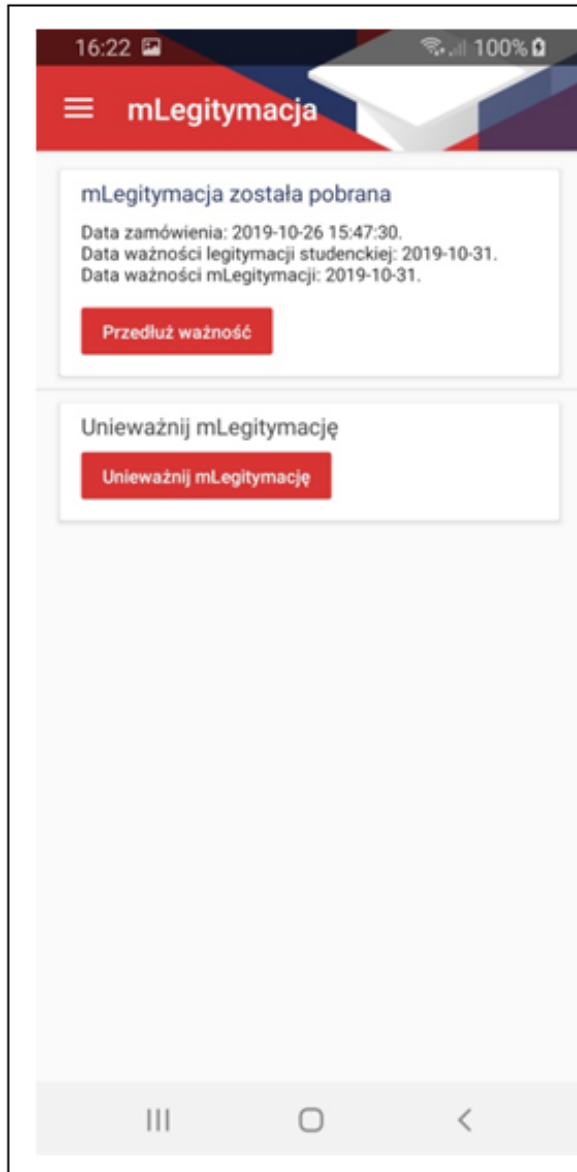 16:22 100%
mLegitymacja
mLegitymacja została pobrana
Data zamówienia: 2019-10-26 15:47:30.
Data ważności legitymacji studenckiej: 2019-10-31.
Data ważności mLegitymacji: 2019-10-31.
Przedłuż ważność
Unieważnij mLegitymację
Unieważnij mLegitymację